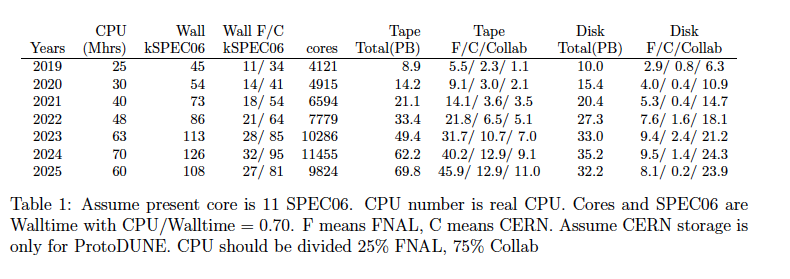 CPU Wall Wall F/C Tape Tape Disk Disk
Years (Mhrs) kSPEC06 kSPEC06 cores Total(PB) F/C/Collab Total(PB) F/C/Collab
2019 25 45 11/ 34 4121 8.9 5.5/ 2.3/ 1.1 10.0 2.9/ 0.8/ 6.3
2020 30 54 14/ 41 4915 14.2 9.1/ 3.0/ 2.1 15.4 4.0/ 0.4/ 10.9
2021 40 73 18/ 54 6594 21.1 14.1/ 3.6/ 3.5 20.4 5.3/ 0.4/ 14.7
2022 48 86 21/ 64 7779 33.4 21.8/ 6.5/ 5.1 27.3 7.6/ 1.6/ 18.1
2023 63 113 28/ 85 10286 49.4 31.7/ 10.7/ 7.0 33.0 9.4/ 2.4/ 21.2
2024 70 126 32/ 95 11455 62.2 40.2/ 12.9/ 9.1 35.2 9.5/ 1.4/ 24.3
2025 60 108 27/ 81 9824 69.8 45.9/ 12.9/ 11.0 32.2 8.1/ 0.2/ 23.9
Table 1: Assume present core is 11 SPEC06. CPU number is real CPU. Cores and SPEC06 are
Walltime with CPU/Walltime = 0.70. F means FNAL, C means CERN. Assume CERN storage is
only for ProtoDUNE. CPU should be divided 25% FNAL, 75% Collab